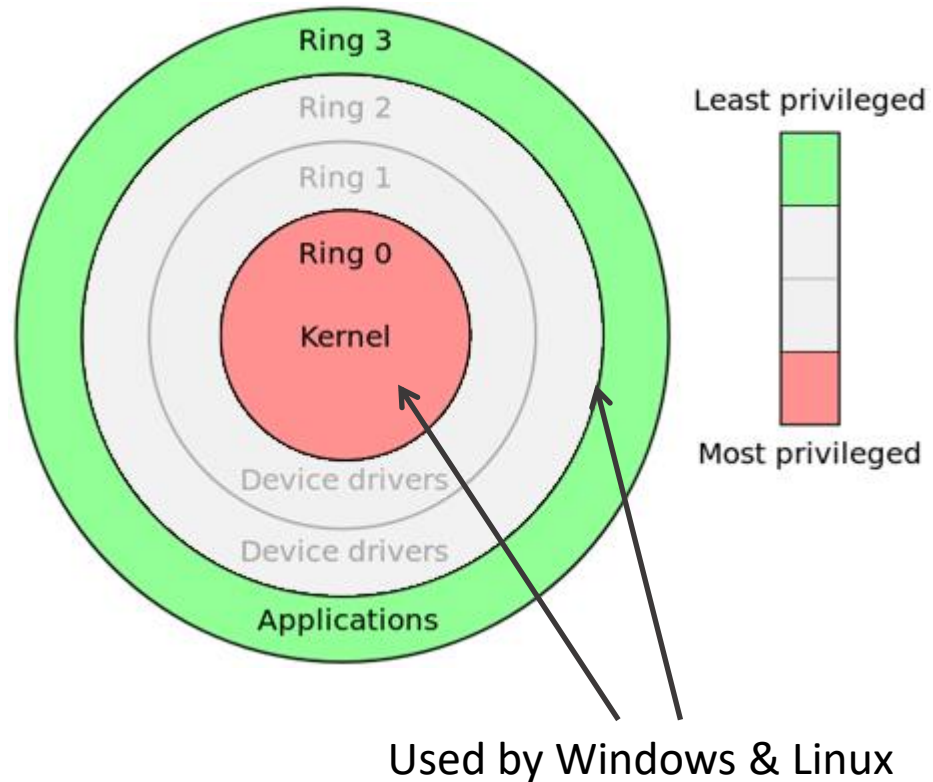 Ring 3
Ring 2
Ring 1
Ring 0
Kernel
Device drivers
Device drivers
Applications
Least privileged
Most privileged
Used by Windows & Linux